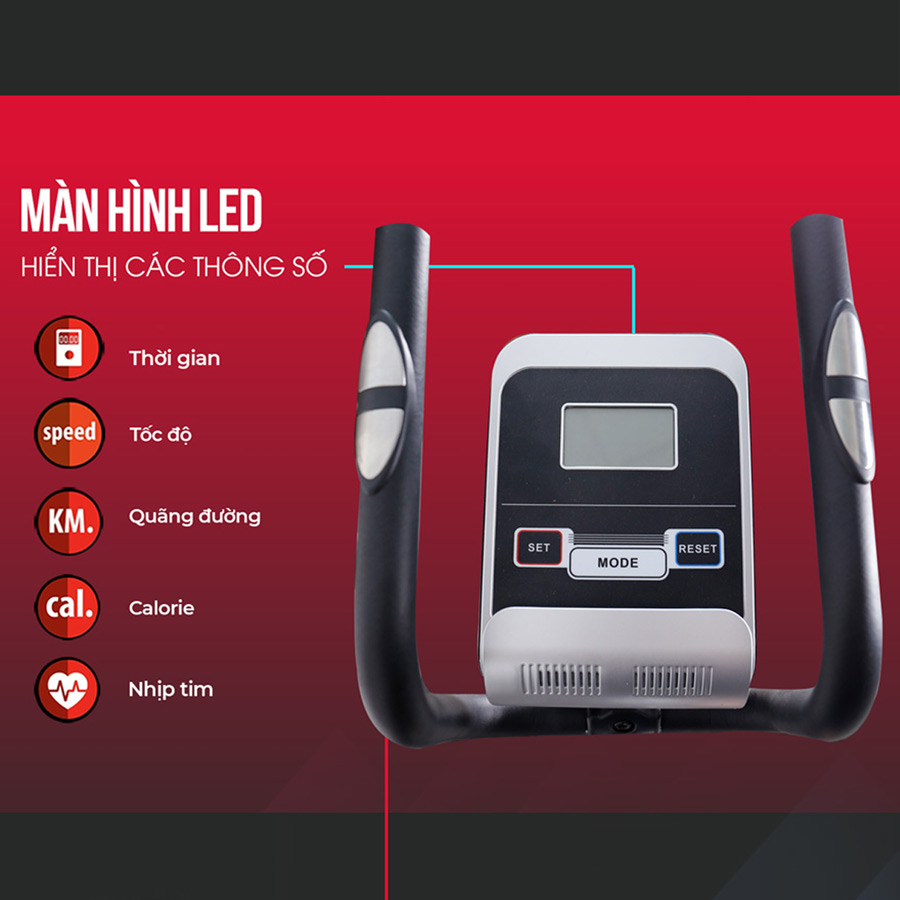 MÀN HÌNH LED
HIỂN THỊ CÁC THÔNG SỐ
00:00
Thời gian
speed
Tốc độ
KM.
Quãng đường
cal.
Calorie
Nhịp tim
SET
MODE
RESET